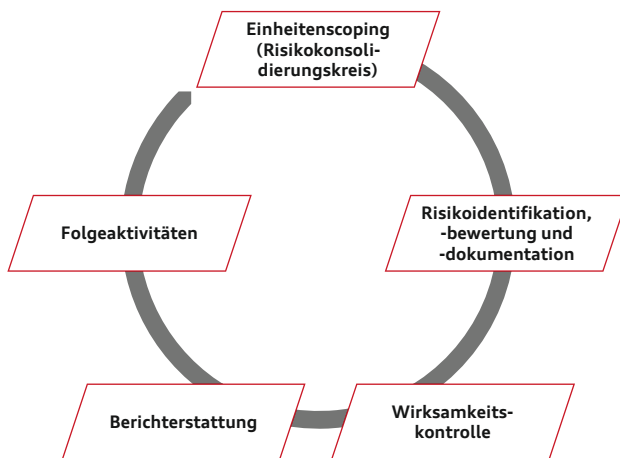 Einheitenscoping
(Risikokonsoli-
dierungskreis)
Risikoidentifikation,
-bewertung und
-dokumentation
Wirksamkeits-
kontrolle
Berichterstattung
Folgeaktivitäten